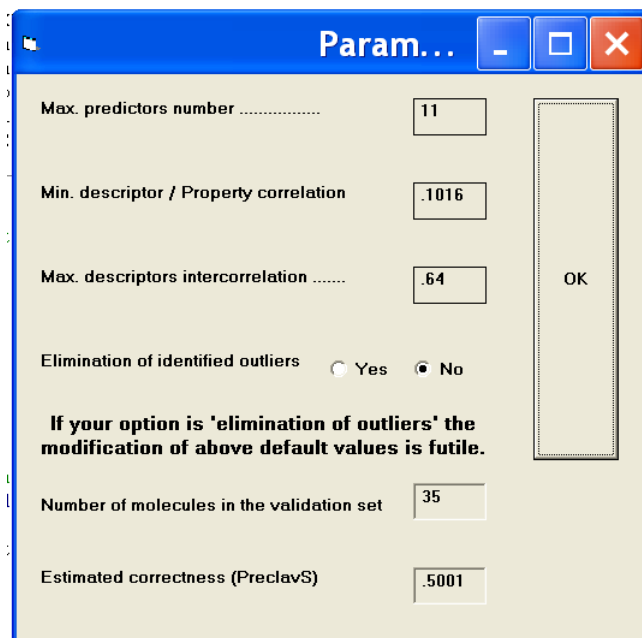 Param...
Max. predictors number .................
11
Min. descriptor / Property correlation
.1016
Max. descriptors intercorrelation .......
.64
OK
Elimination of identified outliers
Yes
No
If your option is 'elimination of outliers' the
modification of above default values is futile.
Number of molecules in the validation set
35
Estimated correctness (PreclavS)
.5001